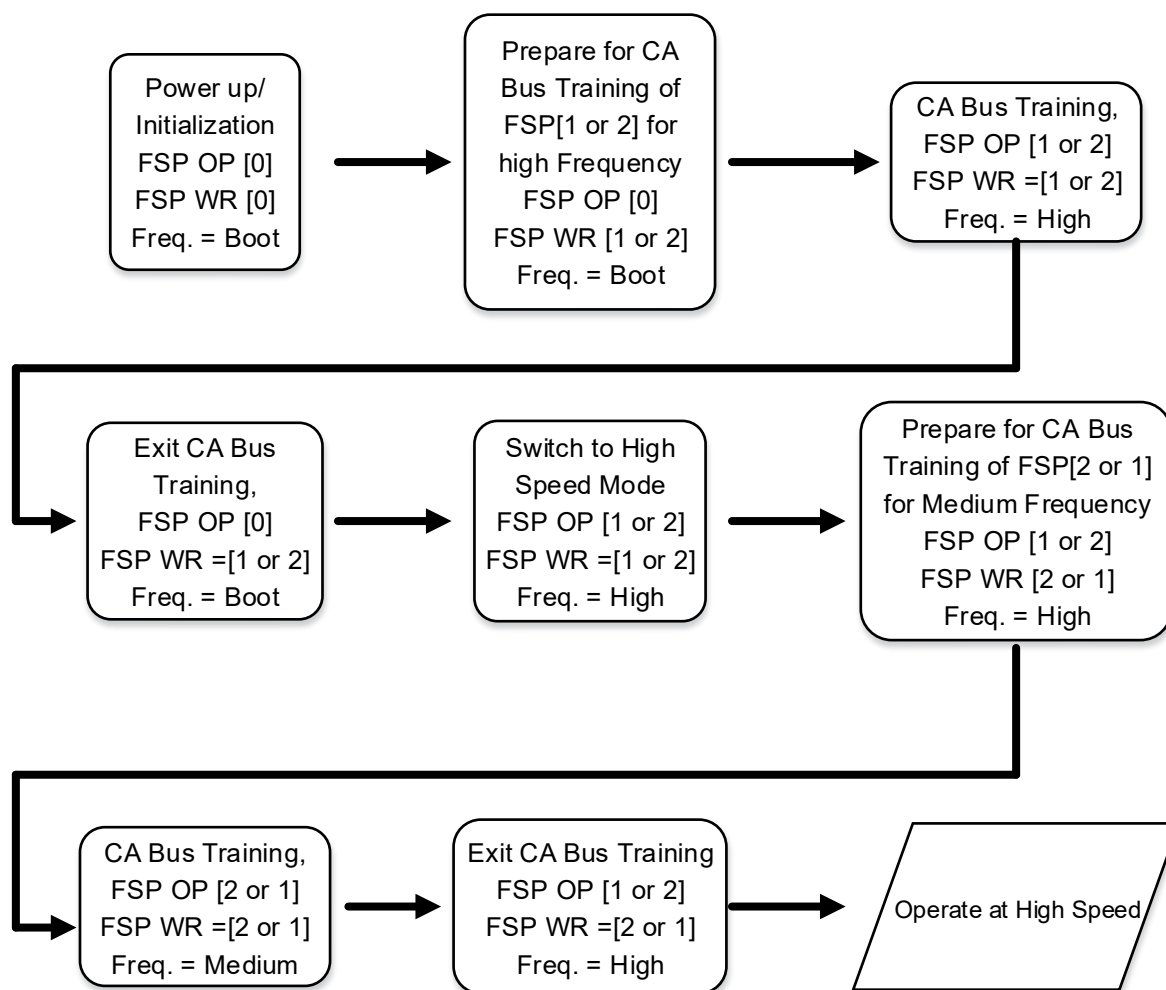 Power up/
Initialization
FSP OP [0]
FSP WR [0]
Freq. = Boot
Prepare for CA
Bus Training of
FSP[1 or 2] for
high Frequency
FSP OP [0]
FSP WR [1 or 2]
Freq. = Boot
CA Bus Training,
FSP OP [1 or 2]
FSP WR =[1 or 2]
Freq. = High
Exit CA Bus
Training,
FSP OP [0]
FSP WR =[1 or 2]
Freq. = Boot
Switch to High
Speed Mode
FSP OP [1 or 2]
FSP WR =[1 or 2]
Freq. = High
Prepare for CA Bus
Training of FSP[2 or 1]
for Medium Frequency
FSP OP [1 or 2]
FSP WR [2 or 1]
Freq. = High
CA Bus Training,
FSP OP [2 or 1]
FSP WR =[2 or 1]
Freq. = Medium
Exit CA Bus Training
FSP OP [1 or 2]
FSP WR =[2 or 1]
Freq. = High
Operate at High Speed